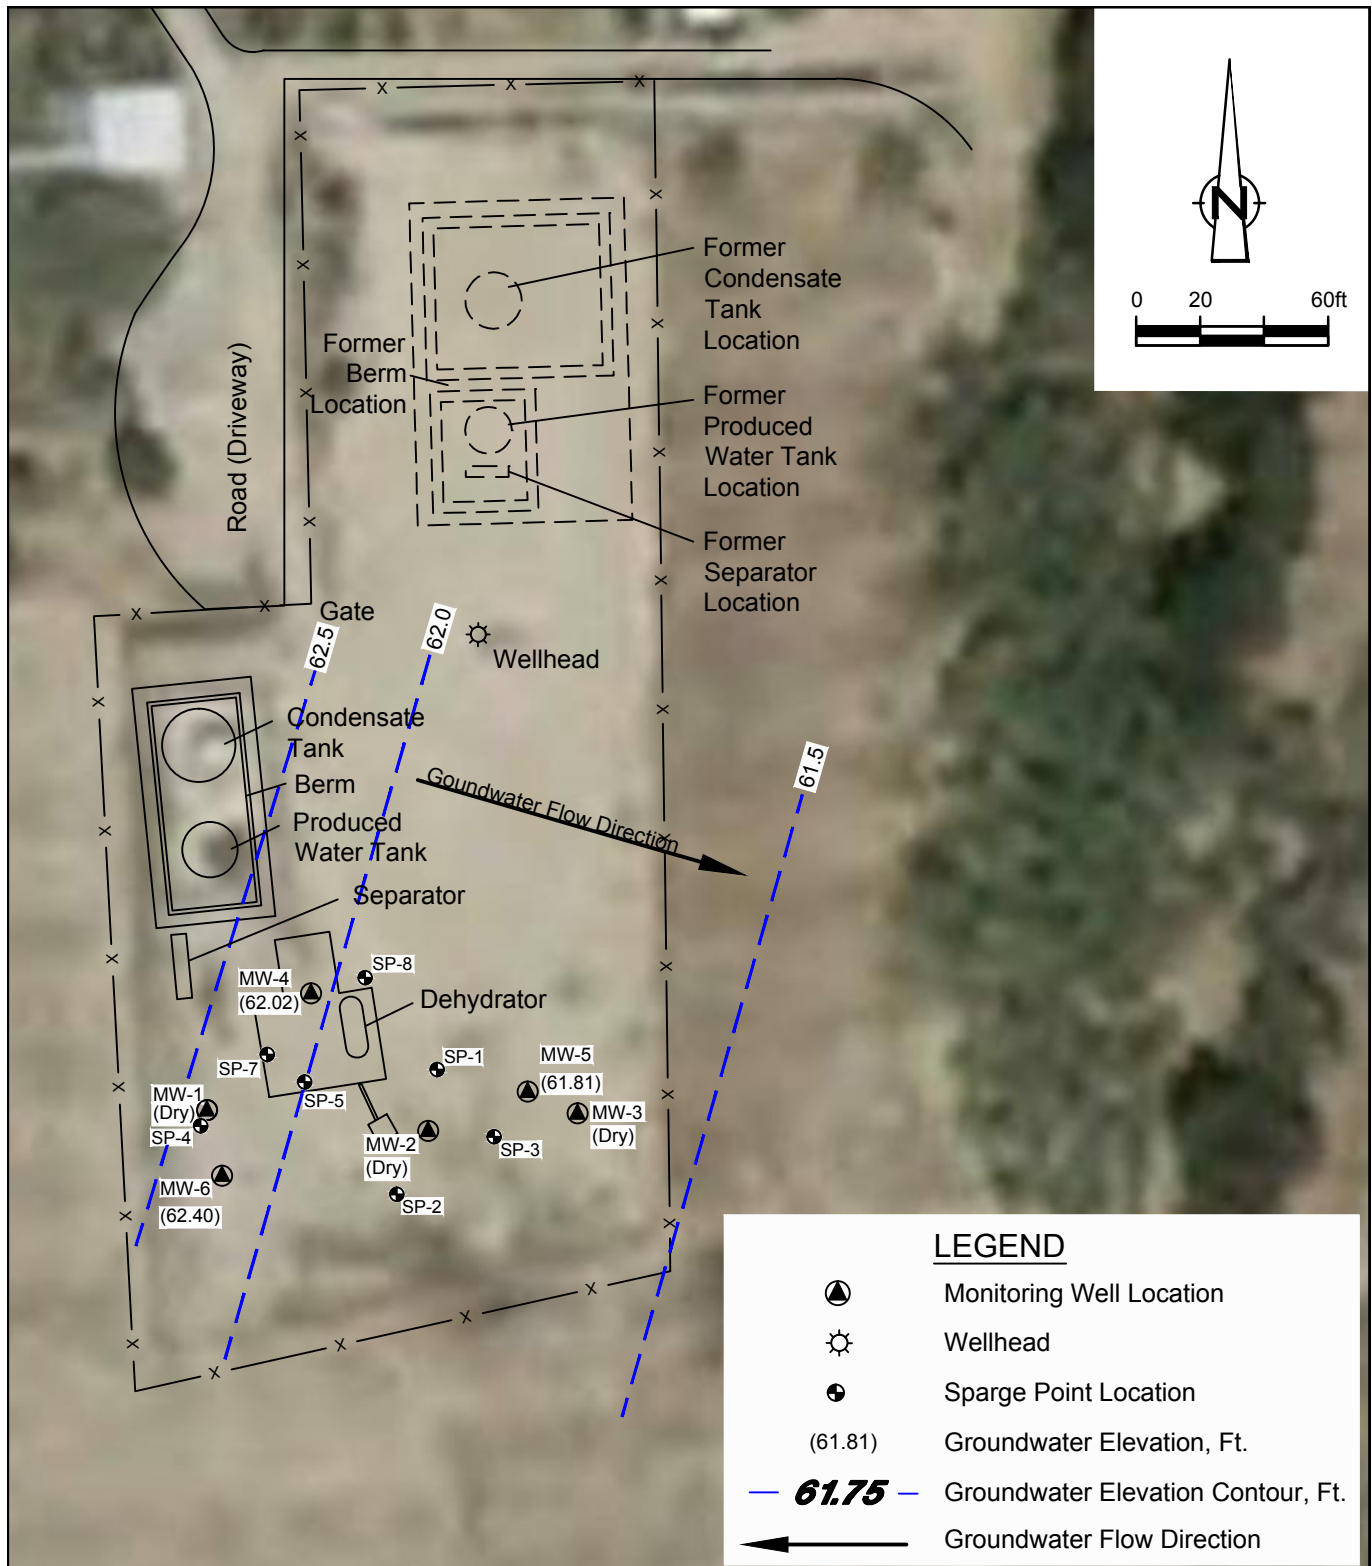 N
0 20 60ft
Former
Condensate
Tank
Location
Former
Berm
Location
Former
Produced
Water Tank
Location
Road (Driveway)
Former
Separator
Location
Gate
62.5
62.0
Wellhead
Condensate
Tank
61.5
Goundwater Flow Direction
Berm
Produced
Water Tank
Separator
MW-4
(62.02)
SP-8
Dehydrator
SP-7
SP-5
SP-1
MW-5
(61.81)
MW-1
(Dry)
SP-4
MW-2
(Dry)
SP-3
MW-3
(Dry)
MW-6
(62.40)
SP-2
LEGEND
Monitoring Well Location
Wellhead
Sparge Point Location
(61.81) Groundwater Elevation, Ft.
61.75 Groundwater Elevation Contour, Ft.
Groundwater Flow Direction